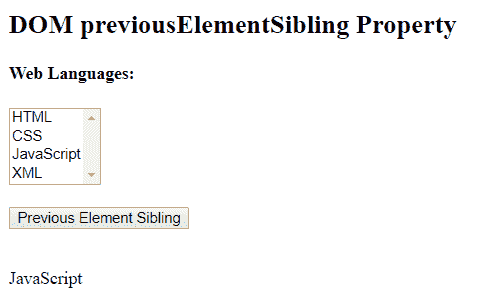 DOM previousElementSibling Property
Web Languages:
HTML
CSS
JavaScript
XML
Previous Element Sibling
JavaScript